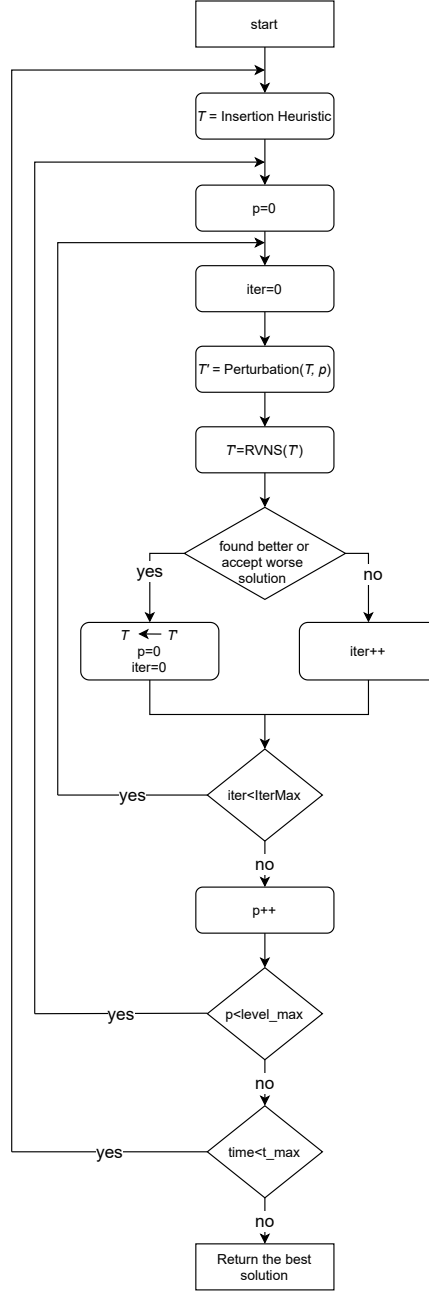 start
T = Insertion Heuristic
p=0
iter=0
T' = Perturbation(T, p)
T'=RVNS(T')
found better or
accept worse
solution
yes
no
T ← T'
p=0
iter=0
iter++
iter<IterMax
yes
no
p++
p<level_max
yes
no
time<t_max
yes
no
Return the best
solution